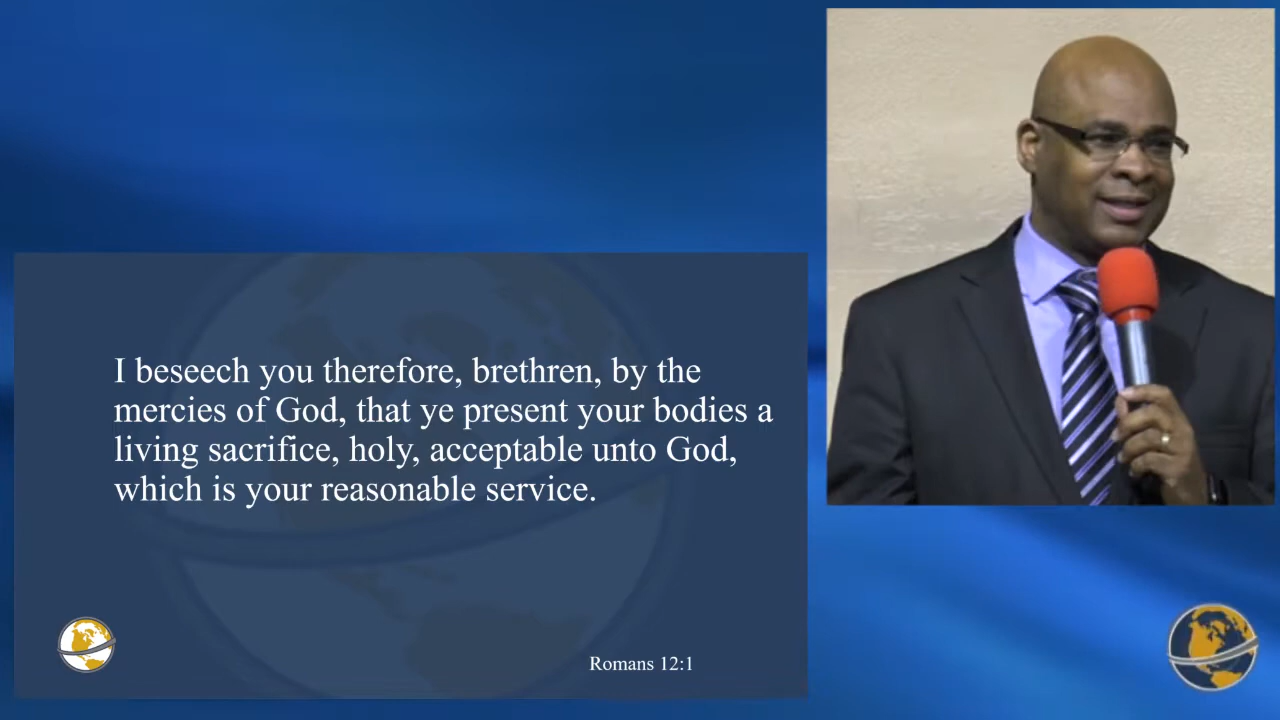 I beseech you therefore, brethren, by the
mercies of God, that ye present your bodies a
living sacrifice, holy, acceptable unto God,
which is your reasonable service.
Romans 12:1